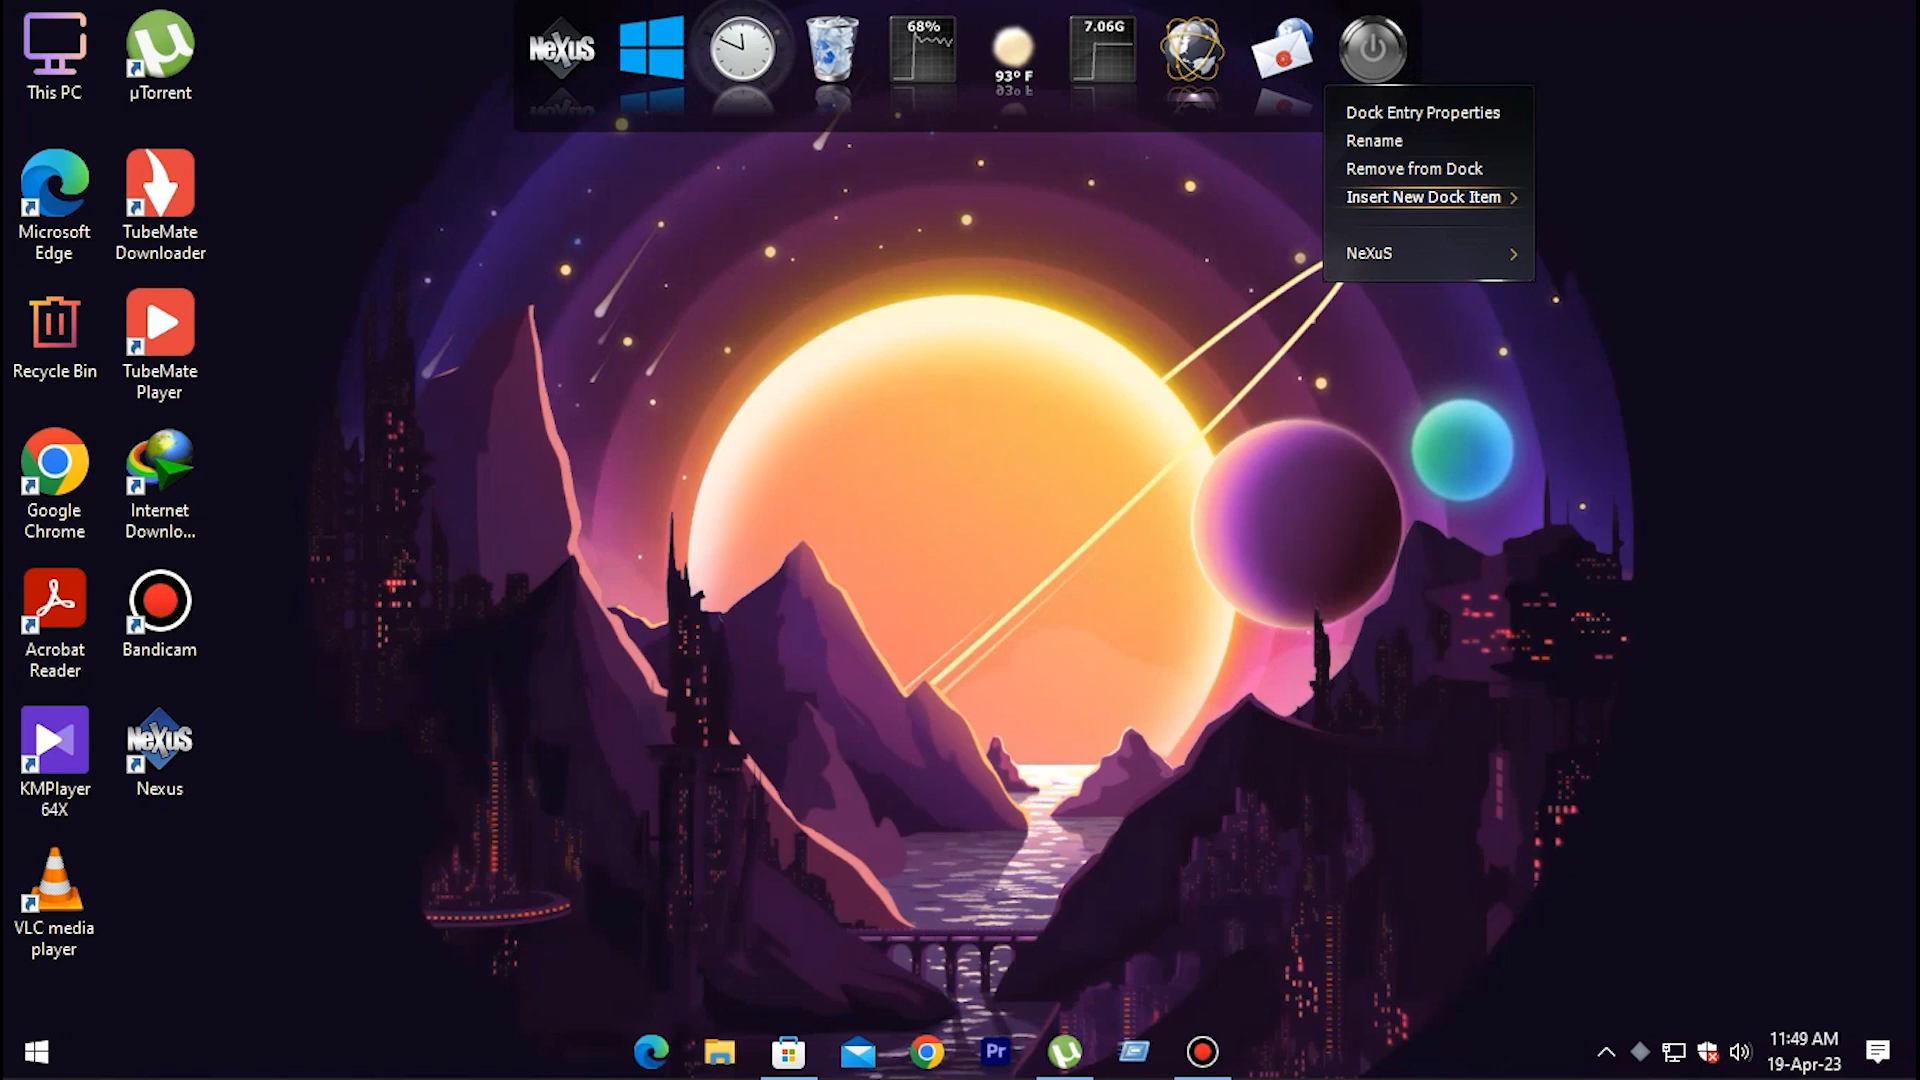 This PC
µTorrent
Microsoft
Edge
TubeMate
Downloader
Recycle Bin
TubeMate
Player
Google
Chrome
Internet
Downlo...
Acrobat
Reader
Bandicam
KMPlayer
64X
NeXuS
Nexus
VLC media
player
NeXuS
68%
93° F
7.06G
Dock Entry Properties
Rename
Remove from Dock
Insert New Dock Item
NeXuS
Pr
11:49 AM
19-Apr-23